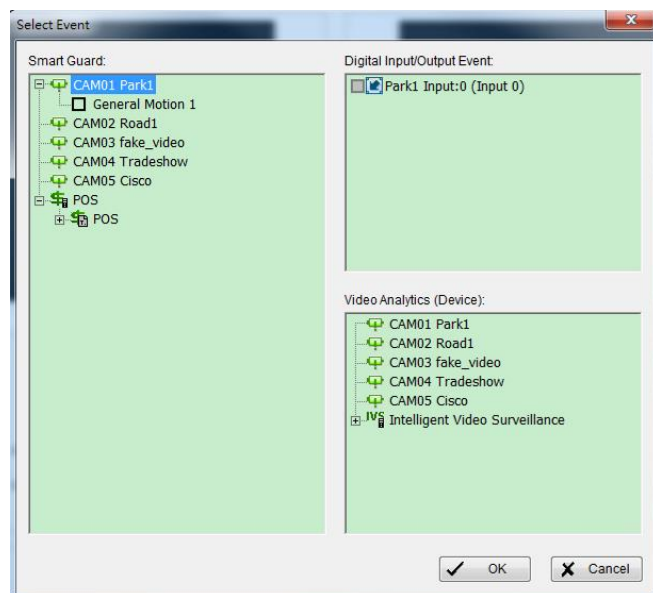 Select Event
Smart Guard:
CAM01 Park1
General Motion 1
CAM02 Road1
CAM03 fake_video
CAM04 Tradeshow
CAM05 Cisco
POS
POS
Digital Input/Output Event:
Park1 Input:0 (Input 0)
Video Analytics (Device):
CAM01 Park1
CAM02 Road1
CAM03 fake_video
CAM04 Tradeshow
CAM05 Cisco
IVS Intelligent Video Surveillance
OK
Cancel